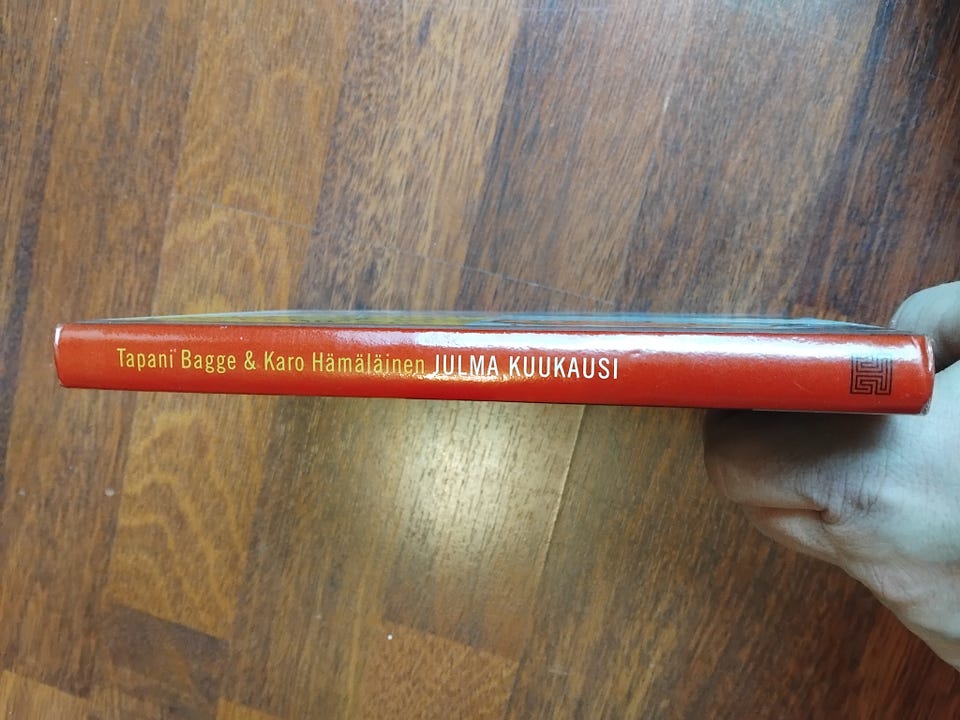 Tapani Bagge & Karo Hämäläinen JULMA KUUKAUSI